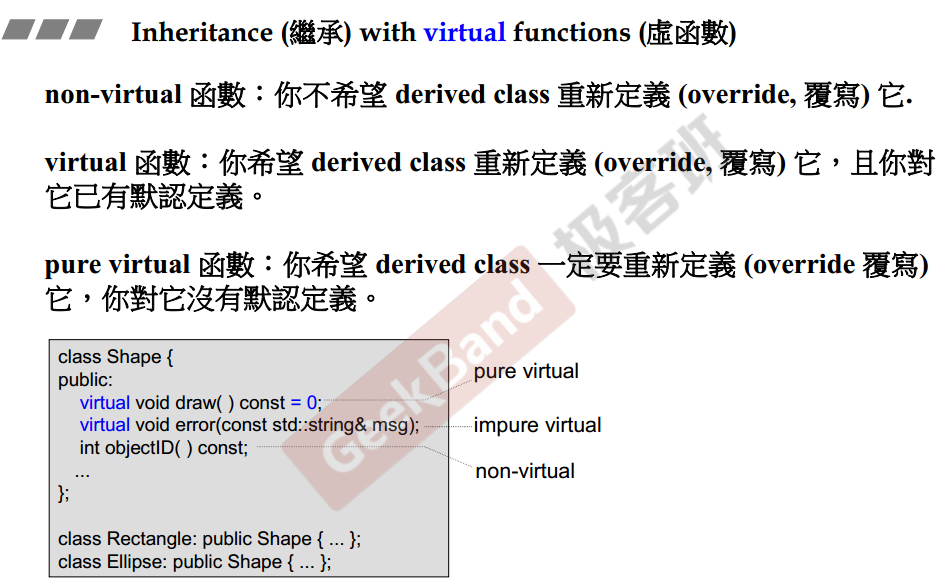 Inheritance (繼承) with virtual functions (虛函數)
non-virtual 函數：你不希望 derived class 重新定義 (override, 覆寫) 它.
virtual 函數：你希望 derived class 重新定義 (override, 覆寫) 它，且你對
它已有默認定義。
pure virtual 函數：你希望 derived class 一定要重新定義 (override 覆寫)
它，你對它沒有默認定義。
class Shape {
public:
virtual void draw( ) const = 0;
pure virtual
virtual void error(const std::string& msg);
impure virtual
int objectID( ) const;
non-virtual
...
};
class Rectangle: public Shape { ... };
class Ellipse: public Shape { ... };
GeekBand 极客班